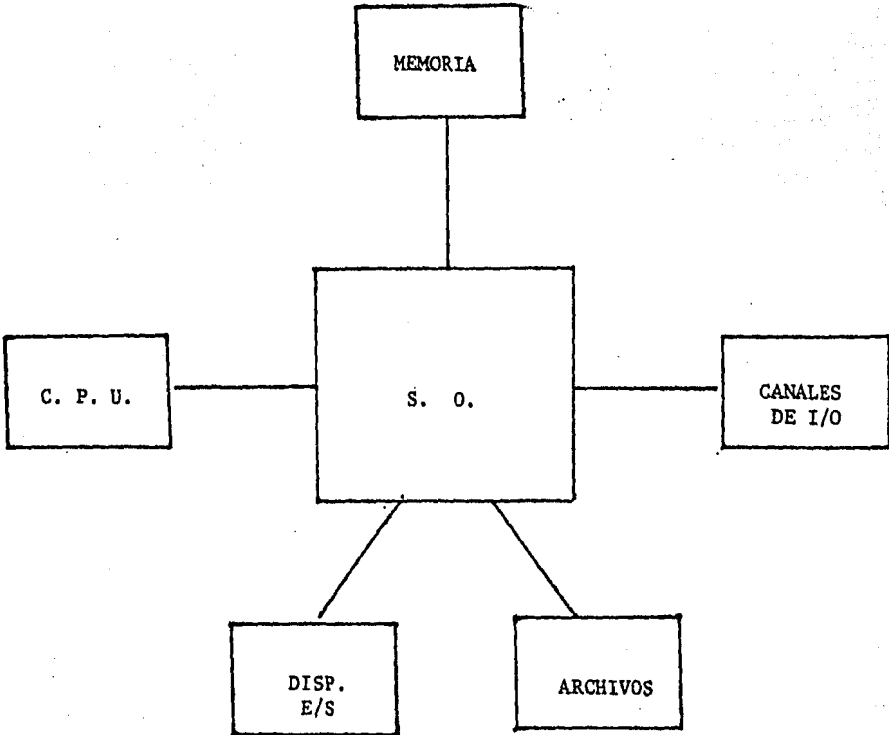 MEMORIA
C. P. U.
S. O.
CANALES
DE I/O
DISP.
E/S
ARCHIVOS